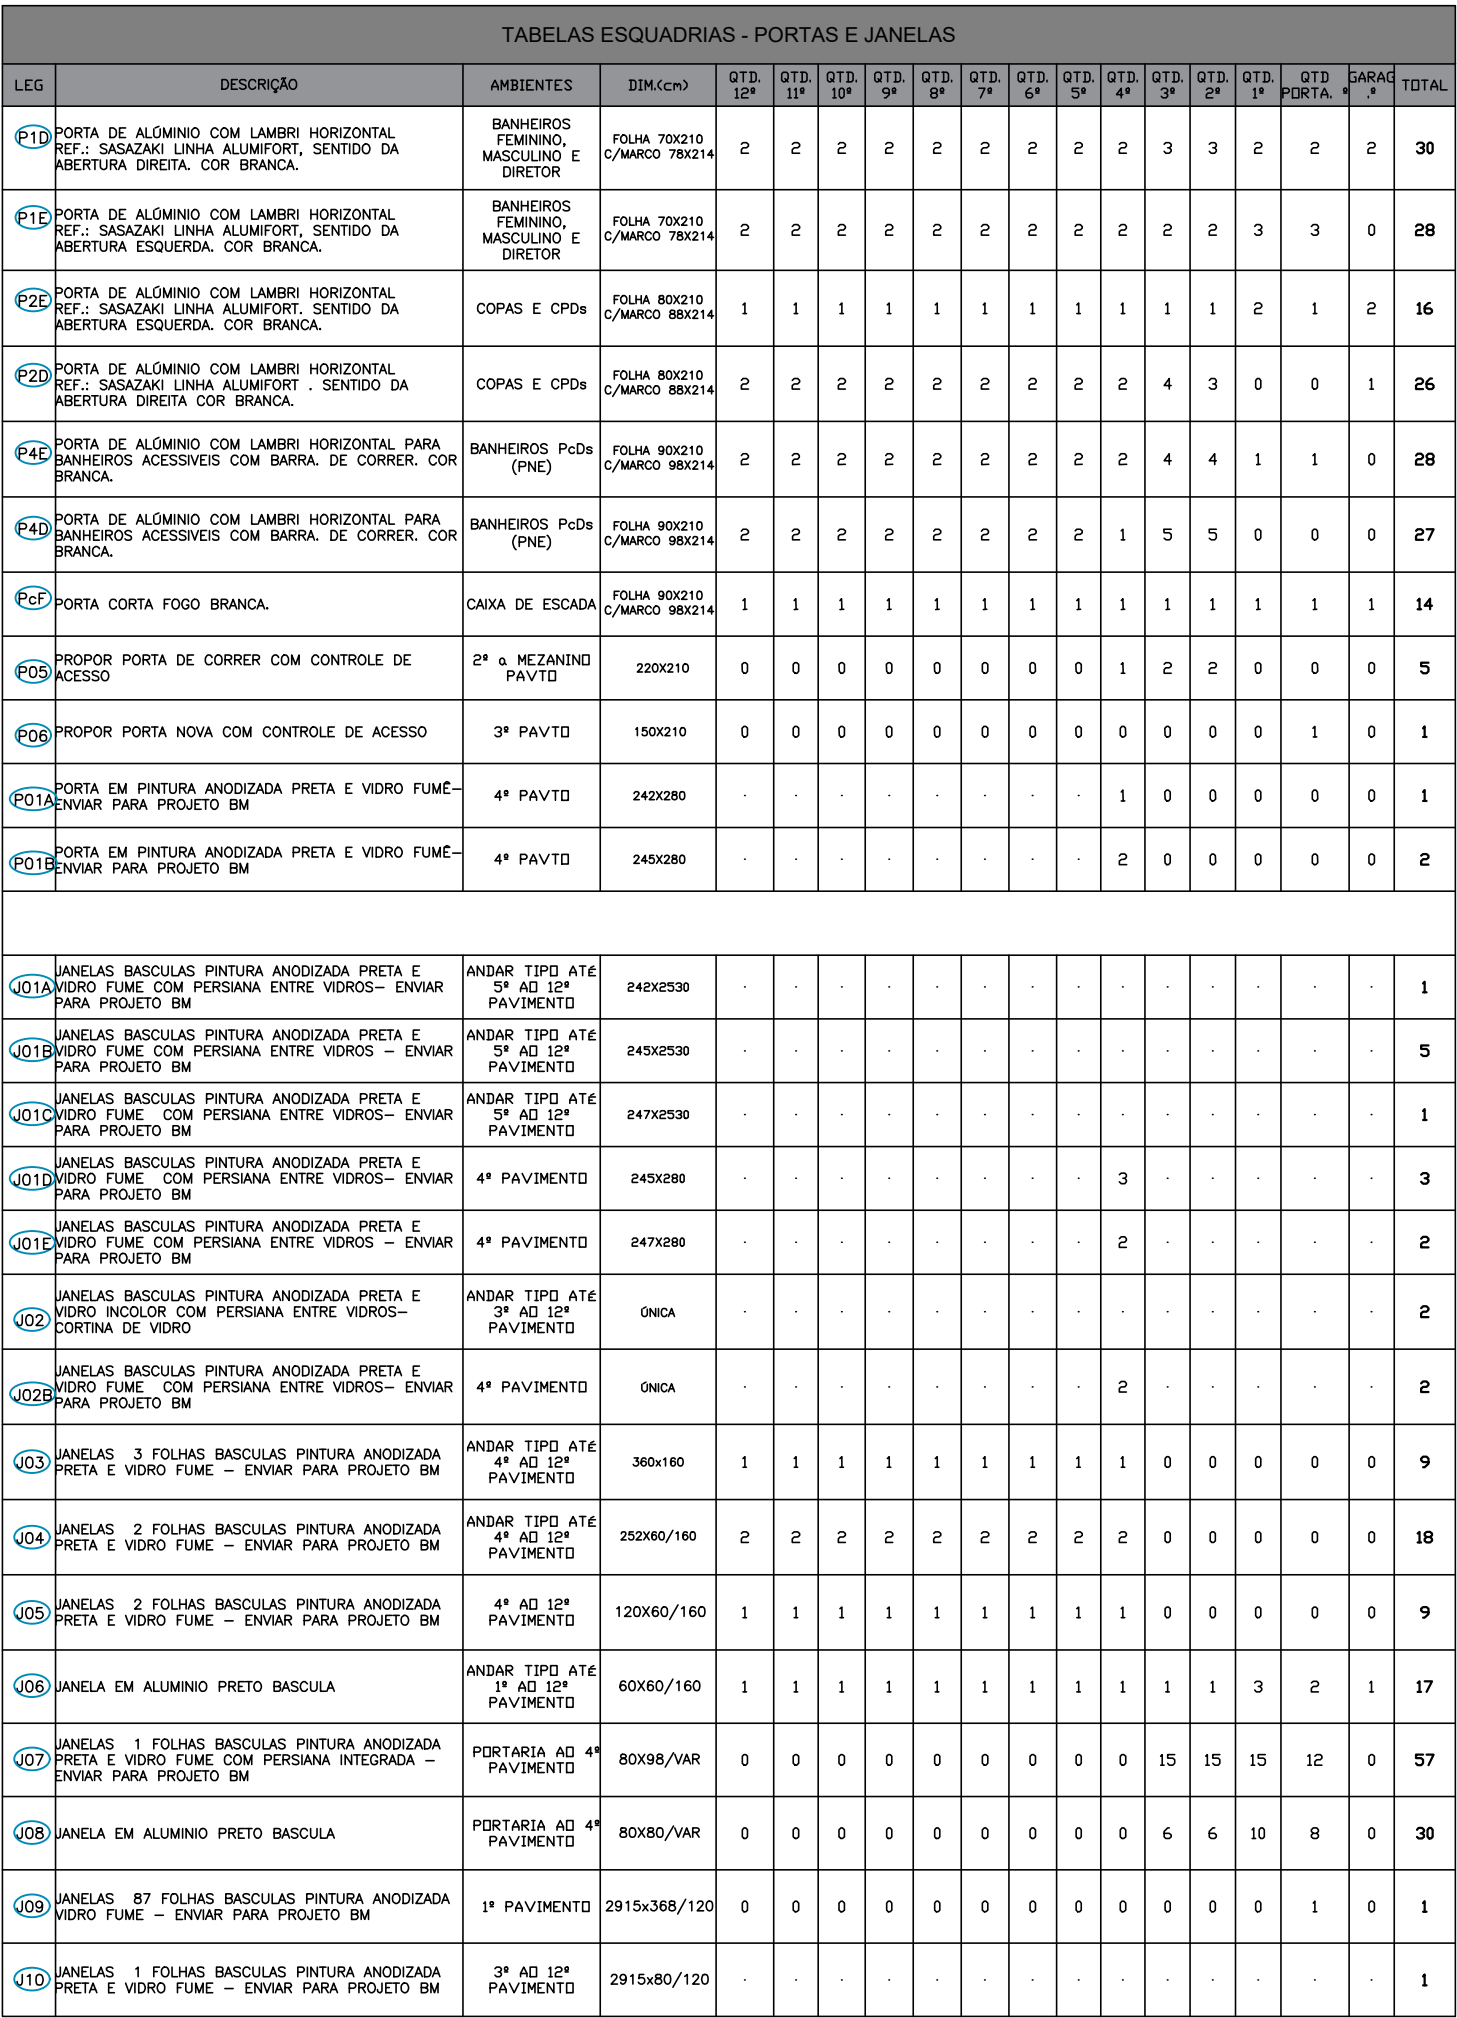 TABELAS ESQUADRIAS - PORTAS E JANELAS
LEG DESCRIÇÃO AMBIENTES DIM.(cm) QTD. 12º QTD. 11º QTD. 10º QTD. 9º QTD. 8º QTD. 7º QTD. 6º QTD. 5º QTD. 4º QTD. 3º QTD. 2º QTD. 1º QTD PORTA. º GARAG .º TOTAL
P1D
PORTA DE ALÚMINIO COM LAMBRI HORIZONTAL
REF.: SASAZAKI LINHA ALUMIFORT, SENTIDO DA
ABERTURA DIREITA. COR BRANCA.
BANHEIROS
FEMININO,
MASCULINO E
DIRETOR
FOLHA 70X210
C/MARCO 78X214
2 2 2 2 2 2 2 2 2 3 3 2 2 2 30
P1E
PORTA DE ALÚMINIO COM LAMBRI HORIZONTAL
REF.: SASAZAKI LINHA ALUMIFORT, SENTIDO DA
ABERTURA ESQUERDA. COR BRANCA.
BANHEIROS
FEMININO,
MASCULINO E
DIRETOR
FOLHA 70X210
C/MARCO 78X214
2 2 2 2 2 2 2 2 2 2 2 3 3 0 28
P2E
PORTA DE ALÚMINIO COM LAMBRI HORIZONTAL
REF.: SASAZAKI LINHA ALUMIFORT. SENTIDO DA
ABERTURA ESQUERDA. COR BRANCA.
COPAS E CPDs
FOLHA 80X210
C/MARCO 88X214
1 1 1 1 1 1 1 1 1 1 1 2 1 2 16
P2D
PORTA DE ALÚMINIO COM LAMBRI HORIZONTAL
REF.: SASAZAKI LINHA ALUMIFORT . SENTIDO DA
ABERTURA DIREITA COR BRANCA.
COPAS E CPDs
FOLHA 80X210
C/MARCO 88X214
2 2 2 2 2 2 2 2 2 4 3 0 0 1 26
P4E
PORTA DE ALÚMINIO COM LAMBRI HORIZONTAL PARA
BANHEIROS ACESSIVEIS COM BARRA. DE CORRER. COR
BRANCA.
BANHEIROS PcDs
(PNE)
FOLHA 90X210
C/MARCO 98X214
2 2 2 2 2 2 2 2 2 4 4 1 1 0 28
P4D
PORTA DE ALÚMINIO COM LAMBRI HORIZONTAL PARA
BANHEIROS ACESSIVEIS COM BARRA. DE CORRER. COR
BRANCA.
BANHEIROS PcDs
(PNE)
FOLHA 90X210
C/MARCO 98X214
2 2 2 2 2 2 2 2 1 5 5 0 0 0 27
PcF
PORTA CORTA FOGO BRANCA.
CAIXA DE ESCADA
FOLHA 90X210
C/MARCO 98X214
1 1 1 1 1 1 1 1 1 1 1 1 1 1 14
P05
PROPOR PORTA DE CORRER COM CONTROLE DE
ACESSO
2º a MEZANINO
PAVTO
220X210
0 0 0 0 0 0 0 0 1 2 2 0 0 0 5
P06
PROPOR PORTA NOVA COM CONTROLE DE ACESSO
3º PAVTO
150X210
0 0 0 0 0 0 0 0 0 0 0 0 1 0 1
P01A
PORTA EM PINTURA ANODIZADA PRETA E VIDRO FUMÊ–
ENVIAR PARA PROJETO BM
4º PAVTO
242X280
. . . . . . . . 1 0 0 0 0 0 1
P01B
PORTA EM PINTURA ANODIZADA PRETA E VIDRO FUMÊ–
ENVIAR PARA PROJETO BM
4º PAVTO
245X280
. . . . . . . . 2 0 0 0 0 0 2
J01A
JANELAS BASCULAS PINTURA ANODIZADA PRETA E
VIDRO FUME COM PERSIANA ENTRE VIDROS– ENVIAR
PARA PROJETO BM
ANDAR TIPO ATÉ
5º AO 12º
PAVIMENTO
242X2530
. . . . . . . . . . . . . . 1
J01B
JANELAS BASCULAS PINTURA ANODIZADA PRETA E
VIDRO FUME COM PERSIANA ENTRE VIDROS – ENVIAR
PARA PROJETO BM
ANDAR TIPO ATÉ
5º AO 12º
PAVIMENTO
245X2530
. . . . . . . . . . . . . . 5
J01C
JANELAS BASCULAS PINTURA ANODIZADA PRETA E
VIDRO FUME COM PERSIANA ENTRE VIDROS– ENVIAR
PARA PROJETO BM
ANDAR TIPO ATÉ
5º AO 12º
PAVIMENTO
247X2530
. . . . . . . . . . . . . . 1
J01D
JANELAS BASCULAS PINTURA ANODIZADA PRETA E
VIDRO FUME COM PERSIANA ENTRE VIDROS– ENVIAR
PARA PROJETO BM
4º PAVIMENTO
245X280
. . . . . . . . 3 . . . . . 3
J01E
JANELAS BASCULAS PINTURA ANODIZADA PRETA E
VIDRO FUME COM PERSIANA ENTRE VIDROS – ENVIAR
PARA PROJETO BM
4º PAVIMENTO
247X280
. . . . . . . . 2 . . . . . 2
J02
JANELAS BASCULAS PINTURA ANODIZADA PRETA E
VIDRO INCOLOR COM PERSIANA ENTRE VIDROS–
CORTINA DE VIDRO
ANDAR TIPO ATÉ
3º AO 12º
PAVIMENTO
ÚNICA
. . . . . . . . . . . . . . 2
J02B
JANELAS BASCULAS PINTURA ANODIZADA PRETA E
VIDRO FUME COM PERSIANA ENTRE VIDROS– ENVIAR
PARA PROJETO BM
4º PAVIMENTO
ÚNICA
. . . . . . . . 2 . . . . . 2
J03
JANELAS 3 FOLHAS BASCULAS PINTURA ANODIZADA
PRETA E VIDRO FUME – ENVIAR PARA PROJETO BM
ANDAR TIPO ATÉ
4º AO 12º
PAVIMENTO
360x160
1 1 1 1 1 1 1 1 1 0 0 0 0 0 9
J04
JANELAS 2 FOLHAS BASCULAS PINTURA ANODIZADA
PRETA E VIDRO FUME – ENVIAR PARA PROJETO BM
ANDAR TIPO ATÉ
4º AO 12º
PAVIMENTO
252X60/160
2 2 2 2 2 2 2 2 2 0 0 0 0 0 18
J05
JANELAS 2 FOLHAS BASCULAS PINTURA ANODIZADA
PRETA E VIDRO FUME – ENVIAR PARA PROJETO BM
4º AO 12º
PAVIMENTO
120X60/160
1 1 1 1 1 1 1 1 1 0 0 0 0 0 9
J06
JANELA EM ALUMINIO PRETO BASCULA
ANDAR TIPO ATÉ
1º AO 12º
PAVIMENTO
60X60/160
1 1 1 1 1 1 1 1 1 1 1 3 2 1 17
J07
JANELAS 1 FOLHAS BASCULAS PINTURA ANODIZADA
PRETA E VIDRO FUME COM PERSIANA INTEGRADA –
ENVIAR PARA PROJETO BM
PORTARIA AO 4º
PAVIMENTO
80X98/VAR
0 0 0 0 0 0 0 0 0 15 15 15 12 0 57
J08
JANELA EM ALUMINIO PRETO BASCULA
PORTARIA AO 4º
PAVIMENTO
80X80/VAR
0 0 0 0 0 0 0 0 0 6 6 10 8 0 30
J09
JANELAS 87 FOLHAS BASCULAS PINTURA ANODIZADA
VIDRO FUME – ENVIAR PARA PROJETO BM
1º PAVIMENTO
2915x368/120
0 0 0 0 0 0 0 0 0 0 0 0 1 0 1
J10
JANELAS 1 FOLHAS BASCULAS PINTURA ANODIZADA
PRETA E VIDRO FUME – ENVIAR PARA PROJETO BM
3º AO 12º
PAVIMENTO
2915x80/120
. . . . . . . . . . . . . . 1